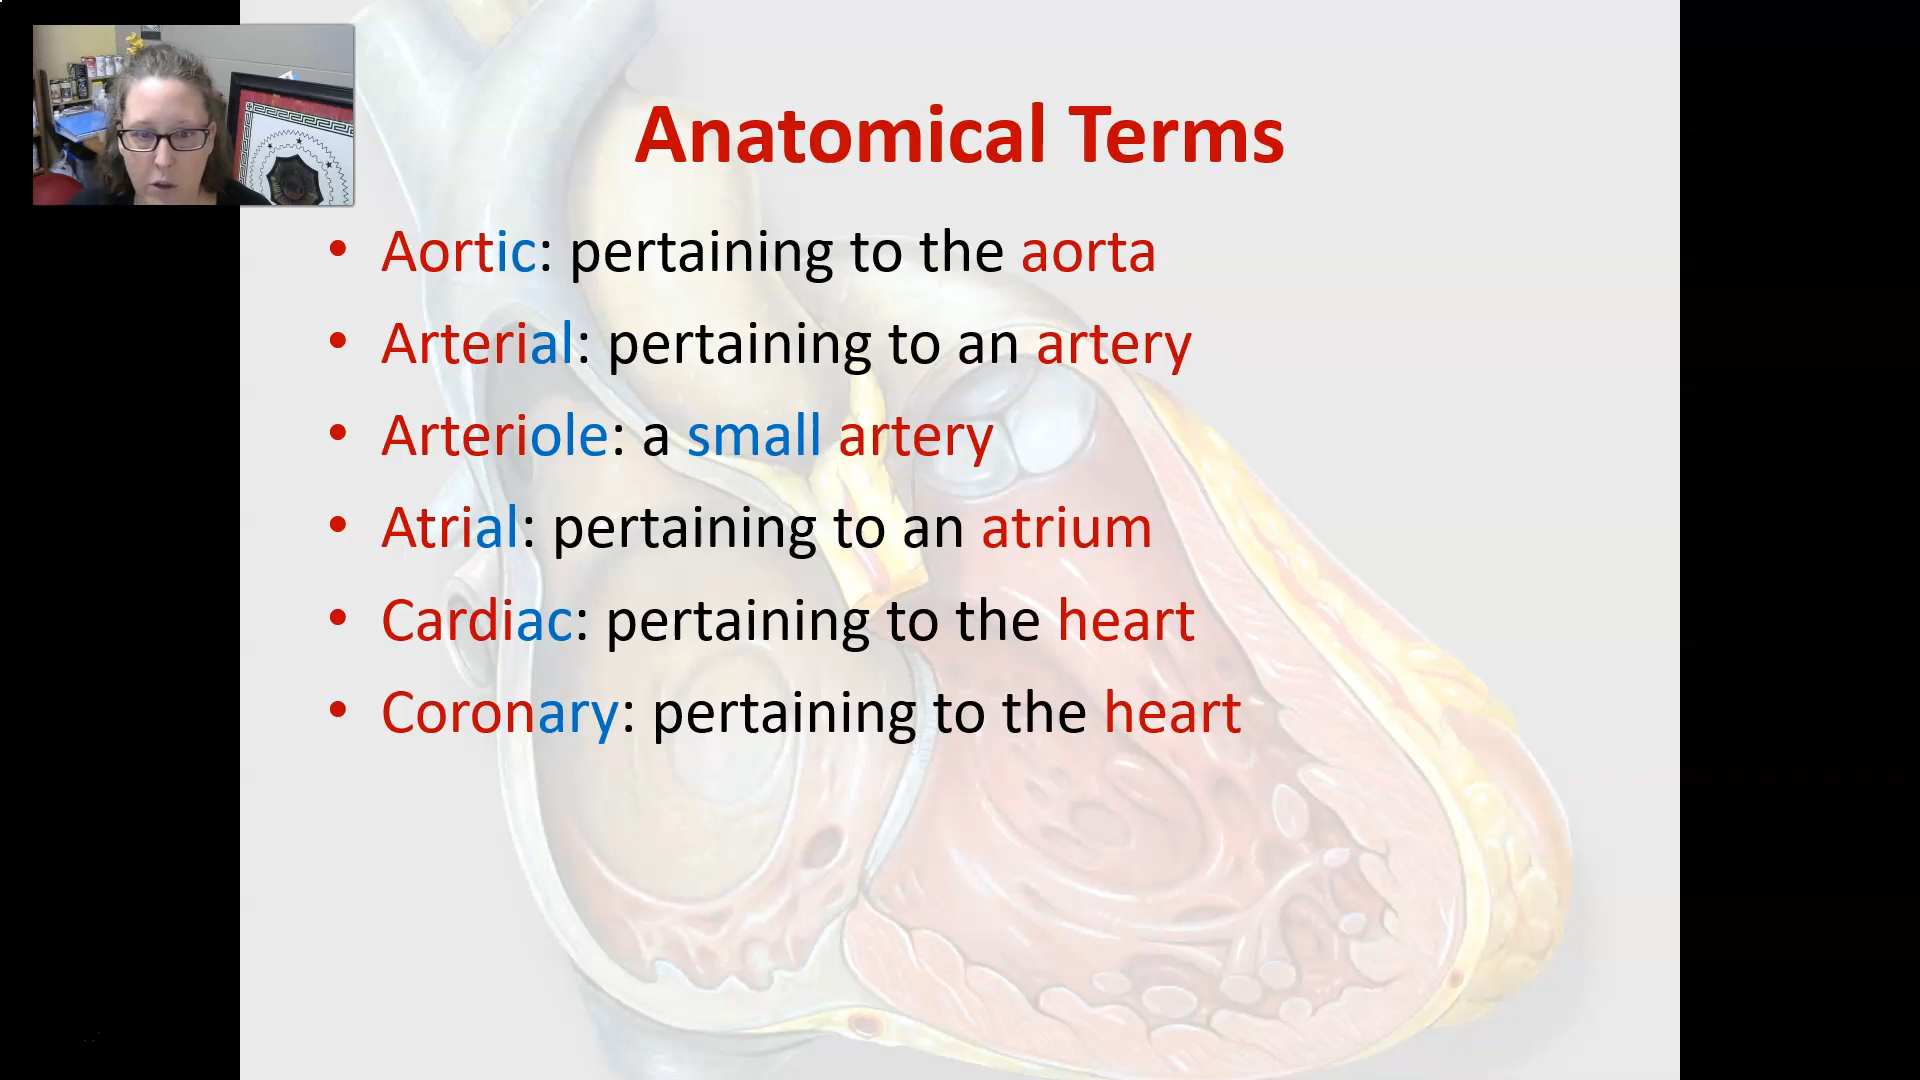 Anatomical Terms
• Aortic: pertaining to the aorta
• Arterial: pertaining to an artery
• Arteriole: a small artery
• Atrial: pertaining to an atrium
• Cardiac: pertaining to the heart
• Coronary: pertaining to the heart